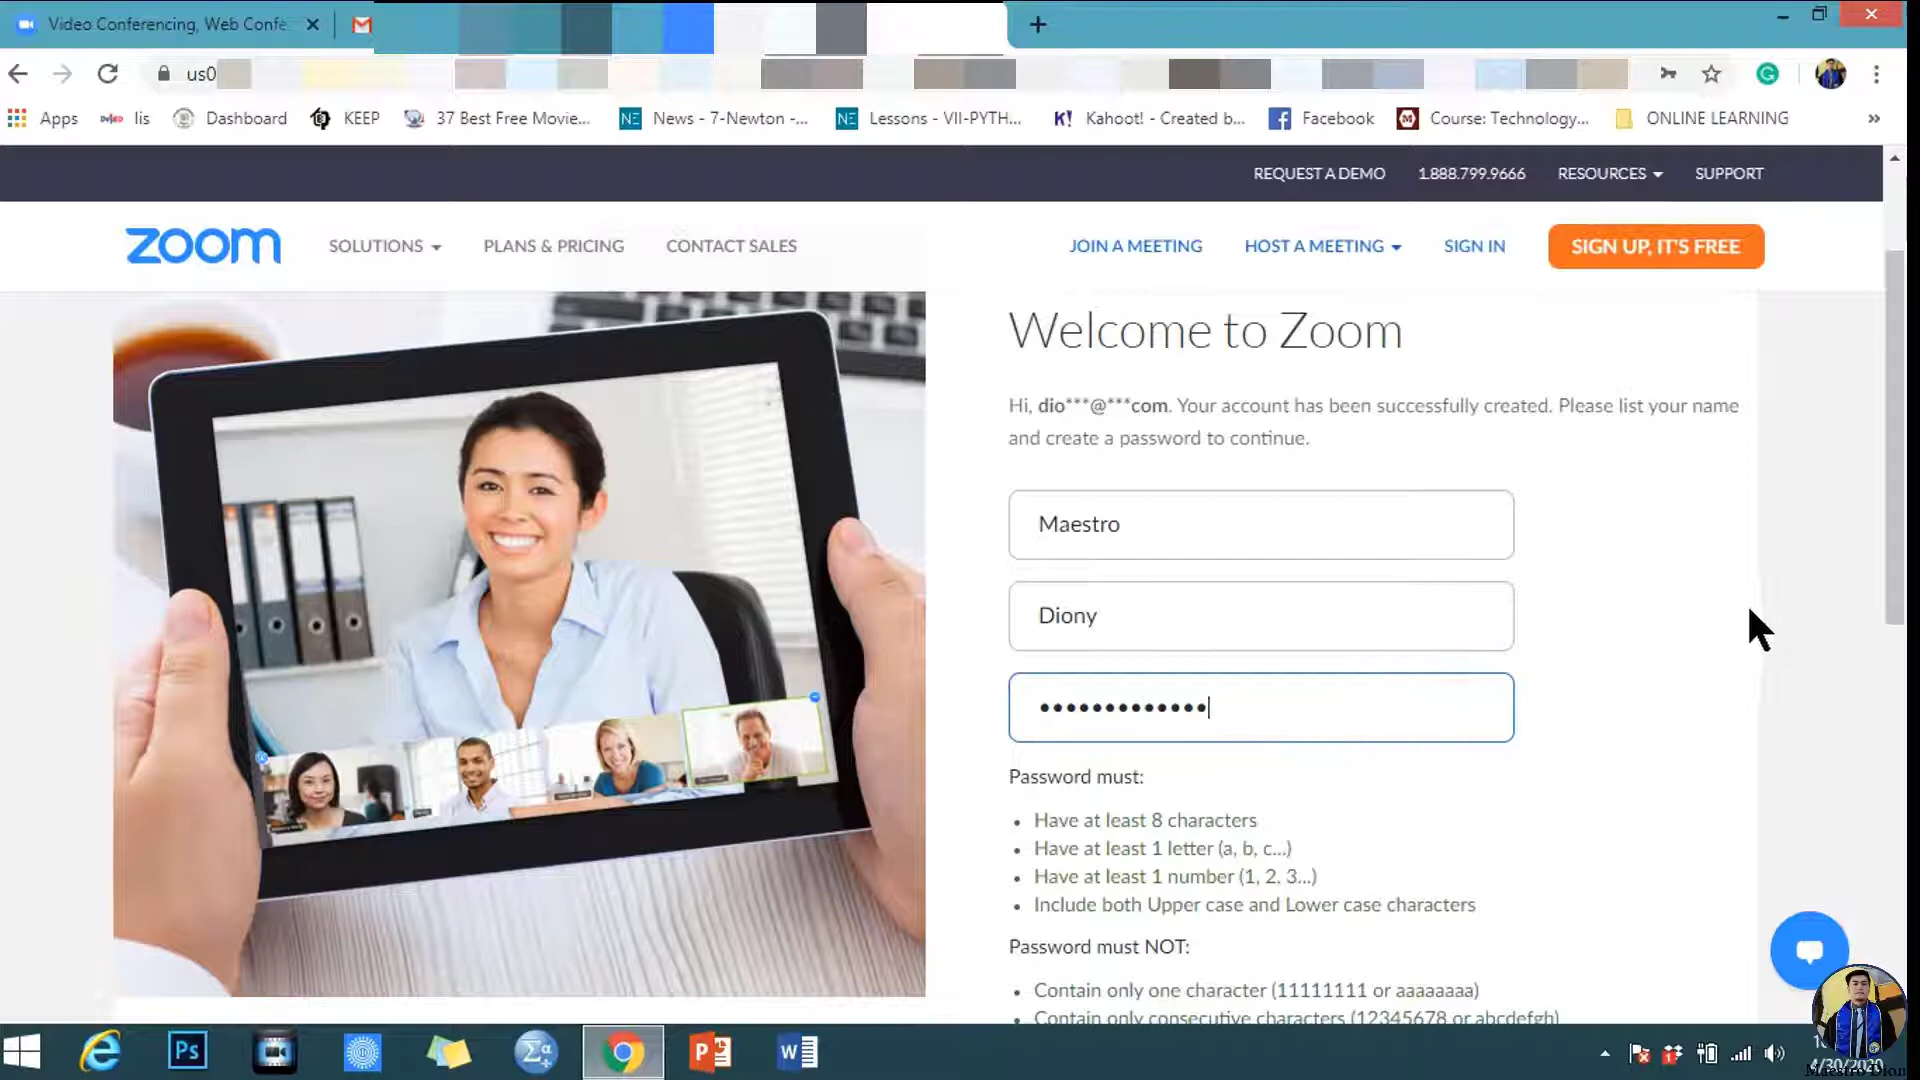 Video Conferencing, Web Confe
us0
Apps
lis
Dashboard
KEEP
37 Best Free Movie...
NE
News - 7-Newton -...
NE
Lessons - VII-PYTH...
K!
Kahoot! - Created b...
Facebook
Course: Technology...
ONLINE LEARNING
REQUEST A DEMO
1.888.799.9666
RESOURCES
SUPPORT
zoom
SOLUTIONS
PLANS & PRICING
CONTACT SALES
JOIN A MEETING
HOST A MEETING
SIGN IN
SIGN UP, IT'S FREE
Welcome to Zoom
Hi, dio***@***com. Your account has been successfully created. Please list your name
and create a password to continue.
Maestro
Diony
•••••••••••••
Password must:
• Have at least 8 characters
• Have at least 1 letter (a, b, c...)
• Have at least 1 number (1, 2, 3...)
• Include both Upper case and Lower case characters
Password must NOT:
• Contain only one character (11111111 or aaaaaaaa)
• Contain only consecutive characters (12345678 or abcdefgh)
Ps
4/30/2020